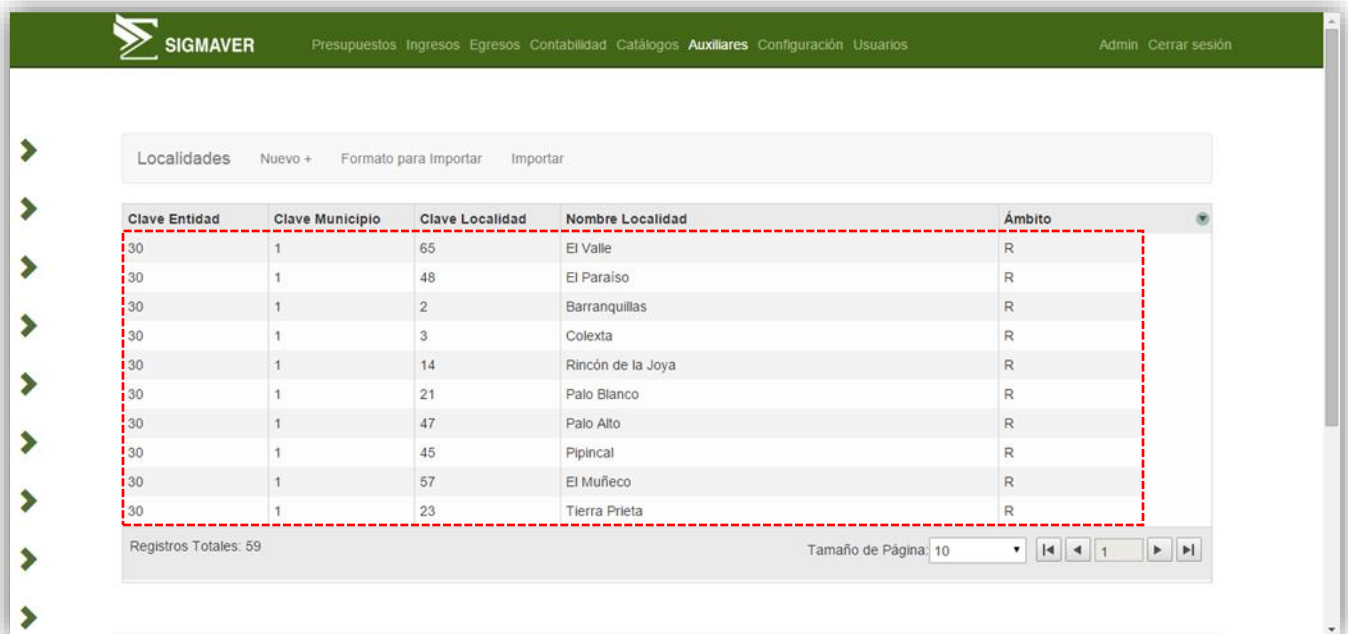 SIGMAVER Presupuestos Ingresos Egresos Contabilidad Catálogos Auxiliares Configuración Usuarios Admin Cerrar sesión
Localidades Nuevo + Formato para Importar Importar
Clave Entidad Clave Municipio Clave Localidad Nombre Localidad Ámbito
30 1 65 El Valle R
30 1 48 El Paraíso R
30 1 2 Barranquillas R
30 1 3 Colexta R
30 1 14 Rincón de la Joya R
30 1 21 Palo Blanco R
30 1 47 Palo Alto R
30 1 45 Pipincal R
30 1 57 El Muñeco R
30 1 23 Tierra Prieta R
Registros Totales: 59 Tamaño de Página: 10 1